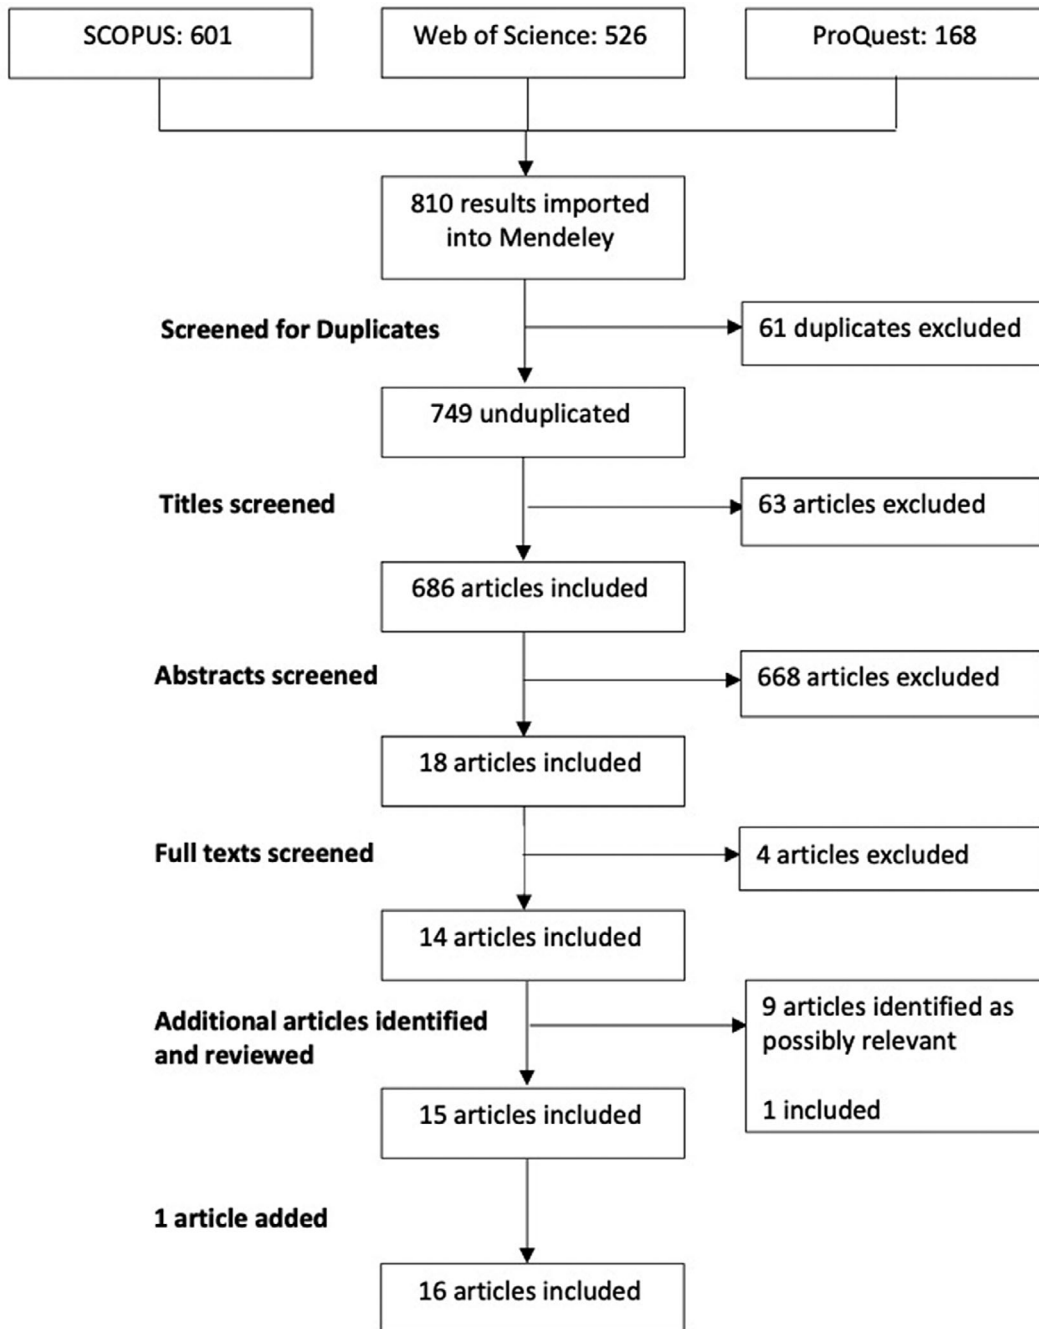 SCOPUS: 601
Web of Science: 526
ProQuest: 168
810 results imported
into Mendeley
Screened for Duplicates
61 duplicates excluded
749 unduplicated
Titles screened
63 articles excluded
686 articles included
Abstracts screened
668 articles excluded
18 articles included
Full texts screened
4 articles excluded
14 articles included
Additional articles identified
and reviewed
9 articles identified as
possibly relevant
1 included
15 articles included
1 article added
16 articles included